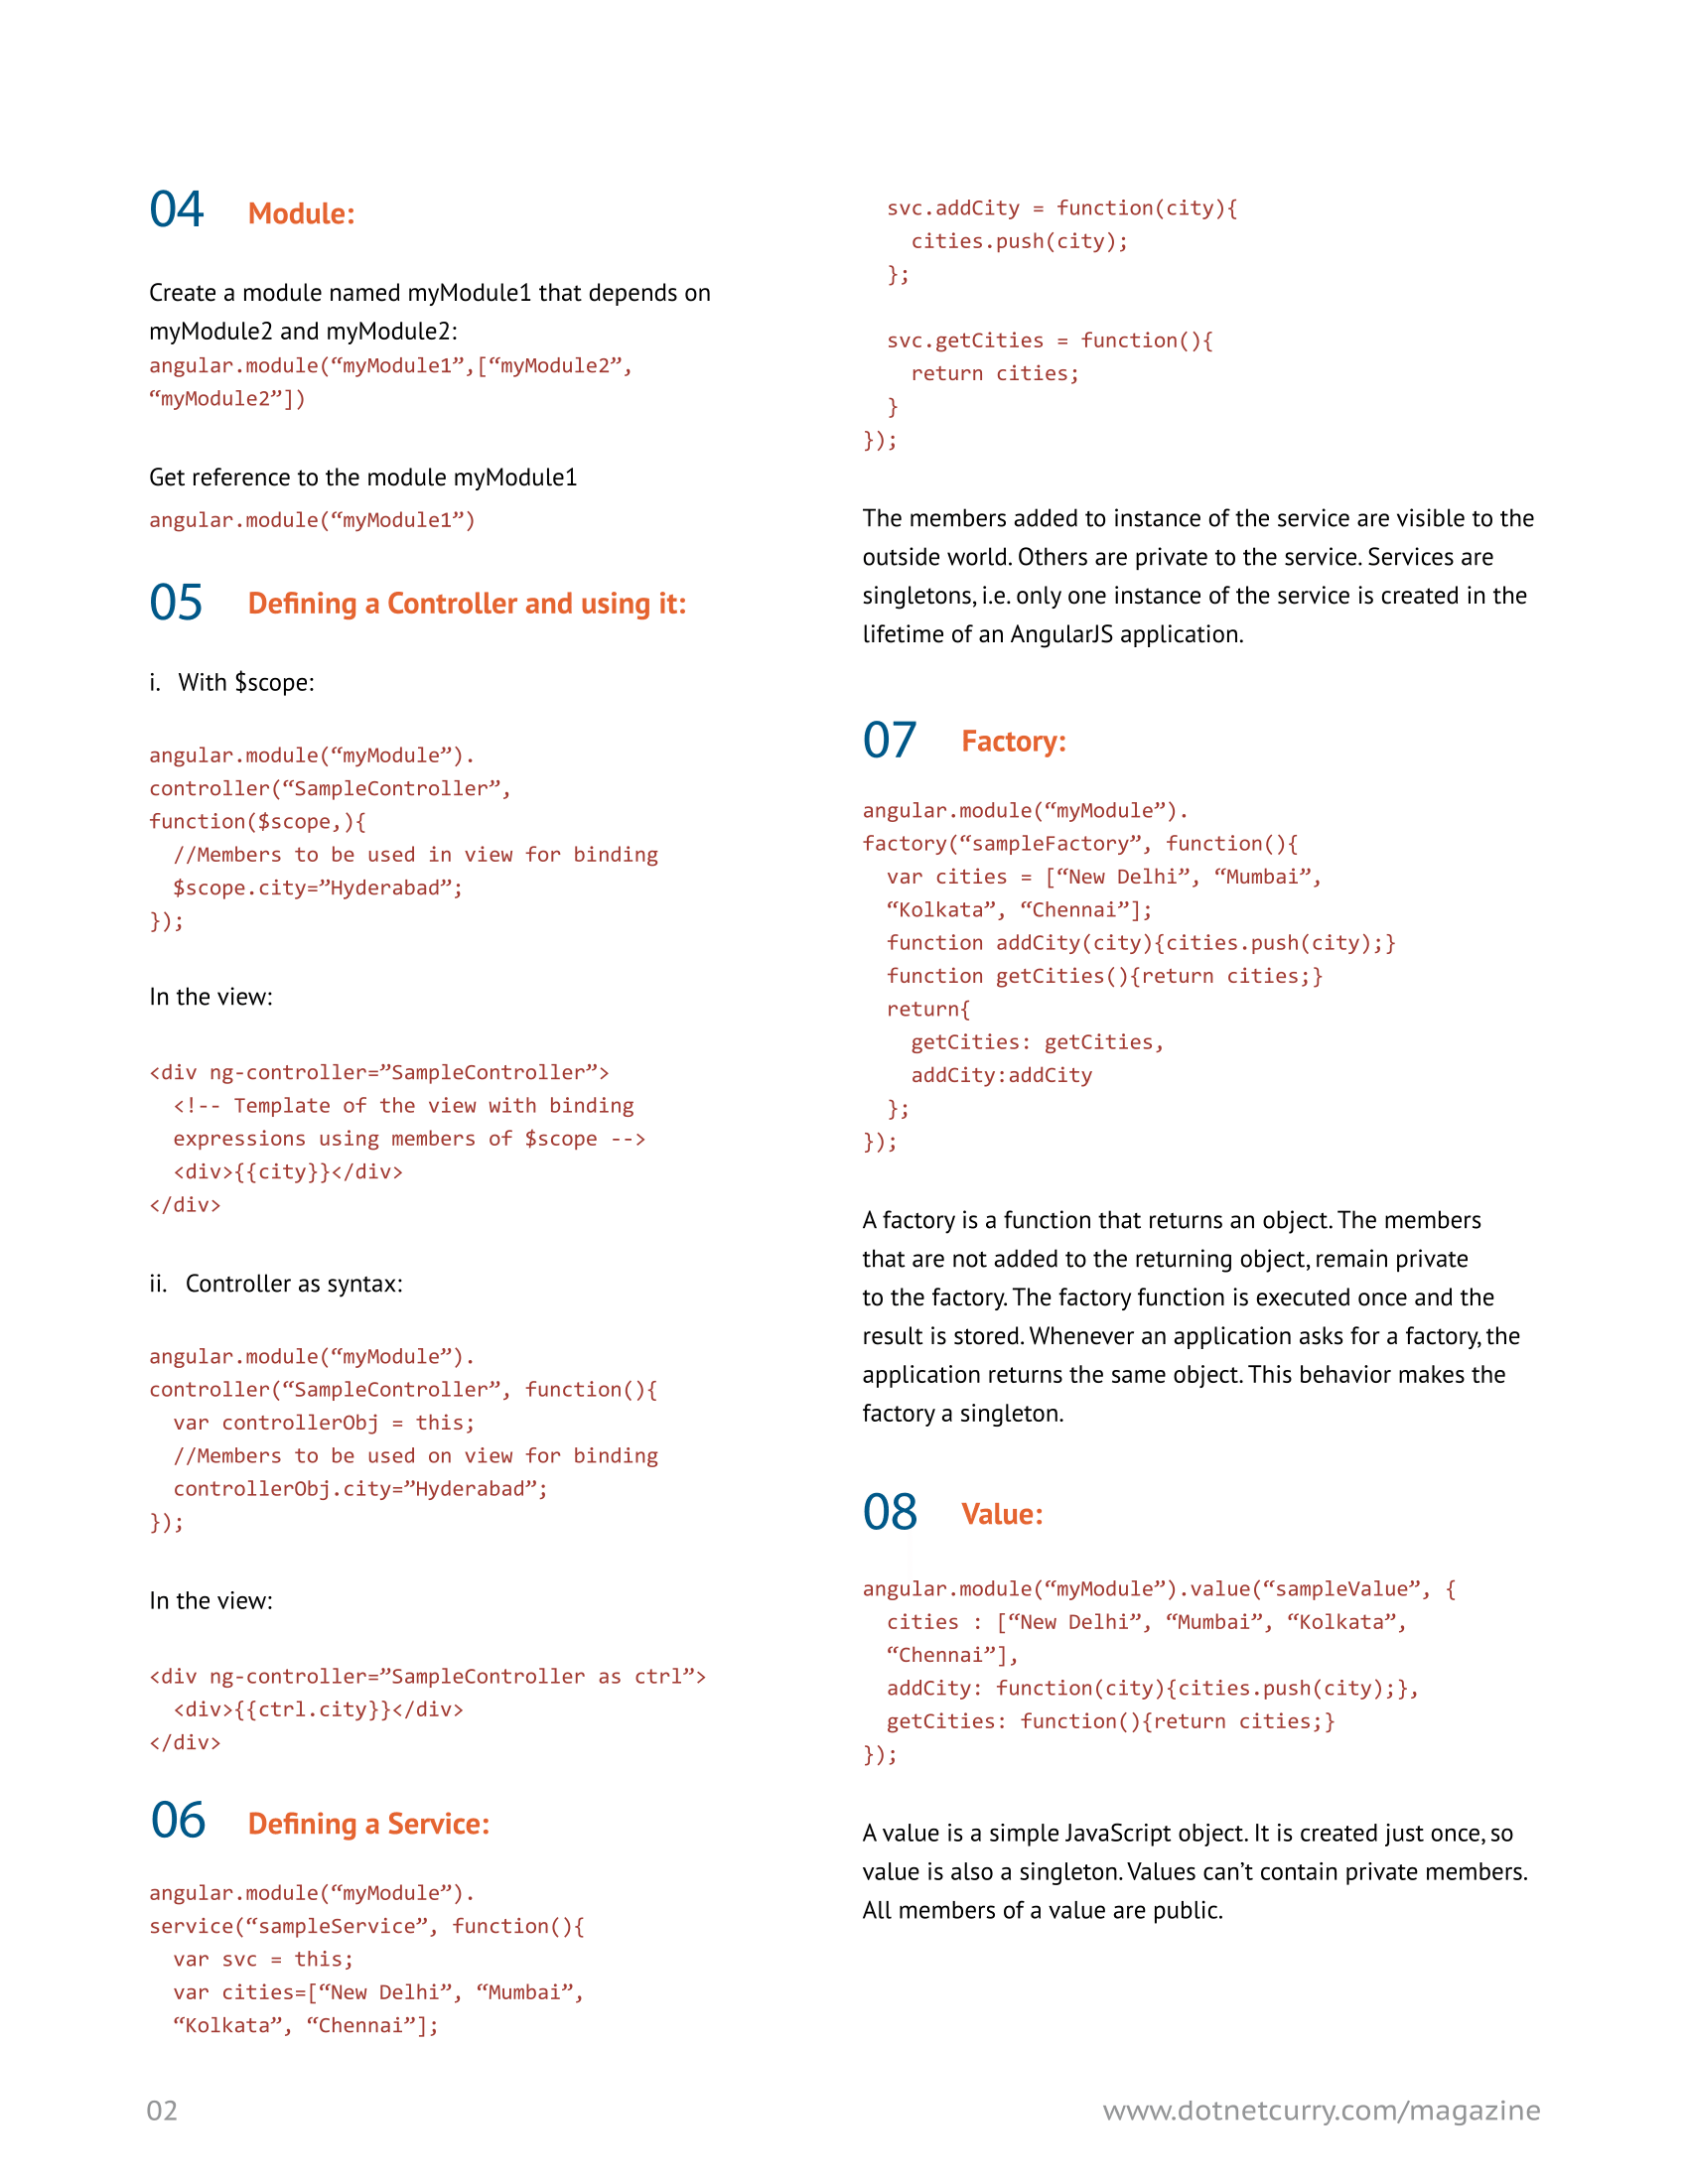 04 Module:
Create a module named myModule1 that depends on
myModule2 and myModule2:
angular.module(“myModule1”,[“myModule2”,
“myModule2”])
Get reference to the module myModule1
angular.module(“myModule1”)
05 Defining a Controller and using it:
i. With $scope:
angular.module(“myModule”).
controller(“SampleController”,
function($scope,){
//Members to be used in view for binding
$scope.city=”Hyderabad”;
});
In the view:
<div ng-controller=”SampleController”>
<!-- Template of the view with binding
expressions using members of $scope -->
<div>{{city}}</div>
</div>
ii. Controller as syntax:
angular.module(“myModule”).
controller(“SampleController”, function(){
var controllerObj = this;
//Members to be used on view for binding
controllerObj.city=”Hyderabad”;
});
In the view:
<div ng-controller=”SampleController as ctrl”>
<div>{{ctrl.city}}</div>
</div>
06 Defining a Service:
angular.module(“myModule”).
service(“sampleService”, function(){
var svc = this;
var cities=[“New Delhi”, “Mumbai”,
“Kolkata”, “Chennai”];
svc.addCity = function(city){
cities.push(city);
};
svc.getCities = function(){
return cities;
}
});
The members added to instance of the service are visible to the
outside world. Others are private to the service. Services are
singletons, i.e. only one instance of the service is created in the
lifetime of an AngularJS application.
07 Factory:
angular.module(“myModule”).
factory(“sampleFactory”, function(){
var cities = [“New Delhi”, “Mumbai”,
“Kolkata”, “Chennai”];
function addCity(city){cities.push(city);}
function getCities(){return cities;}
return{
getCities: getCities,
addCity:addCity
};
});
A factory is a function that returns an object. The members
that are not added to the returning object, remain private
to the factory. The factory function is executed once and the
result is stored. Whenever an application asks for a factory, the
application returns the same object. This behavior makes the
factory a singleton.
08 Value:
angular.module(“myModule”).value(“sampleValue”, {
cities : [“New Delhi”, “Mumbai”, “Kolkata”,
“Chennai”],
addCity: function(city){cities.push(city);},
getCities: function(){return cities;}
});
A value is a simple JavaScript object. It is created just once, so
value is also a singleton. Values can’t contain private members.
All members of a value are public.
02
www.dotnetcurry.com/magazine